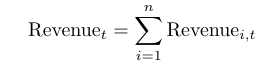 Revenue_t = \sum_{i=1}^{n} Revenue_{i,t}